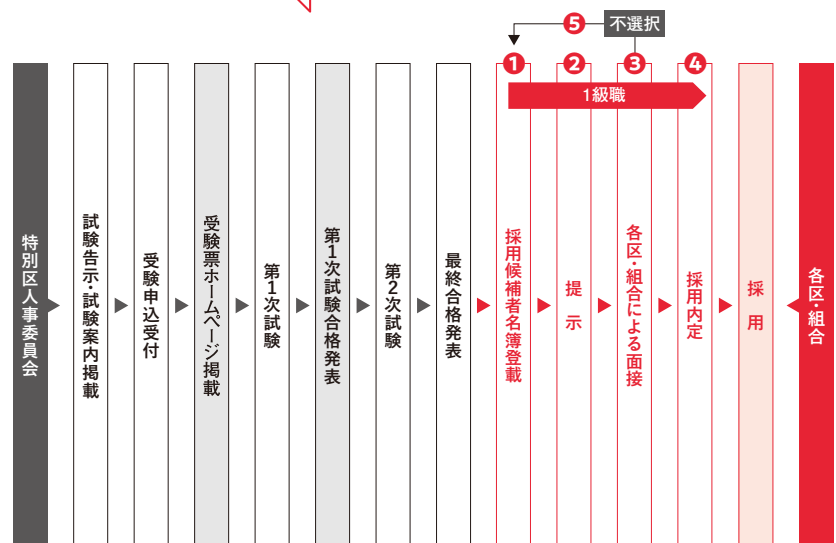 ❺ 不選択
❶ ❷ ❸ ❹
1級職
特別区人事委員会
試験告示・試験案内掲載
受験申込受付
受験票ホームページ掲載
第1次試験
第1次試験合格発表
第2次試験
最終合格発表
採用候補者名簿登載
提示
各区・組合による面接
採用内定
採用
各区・組合